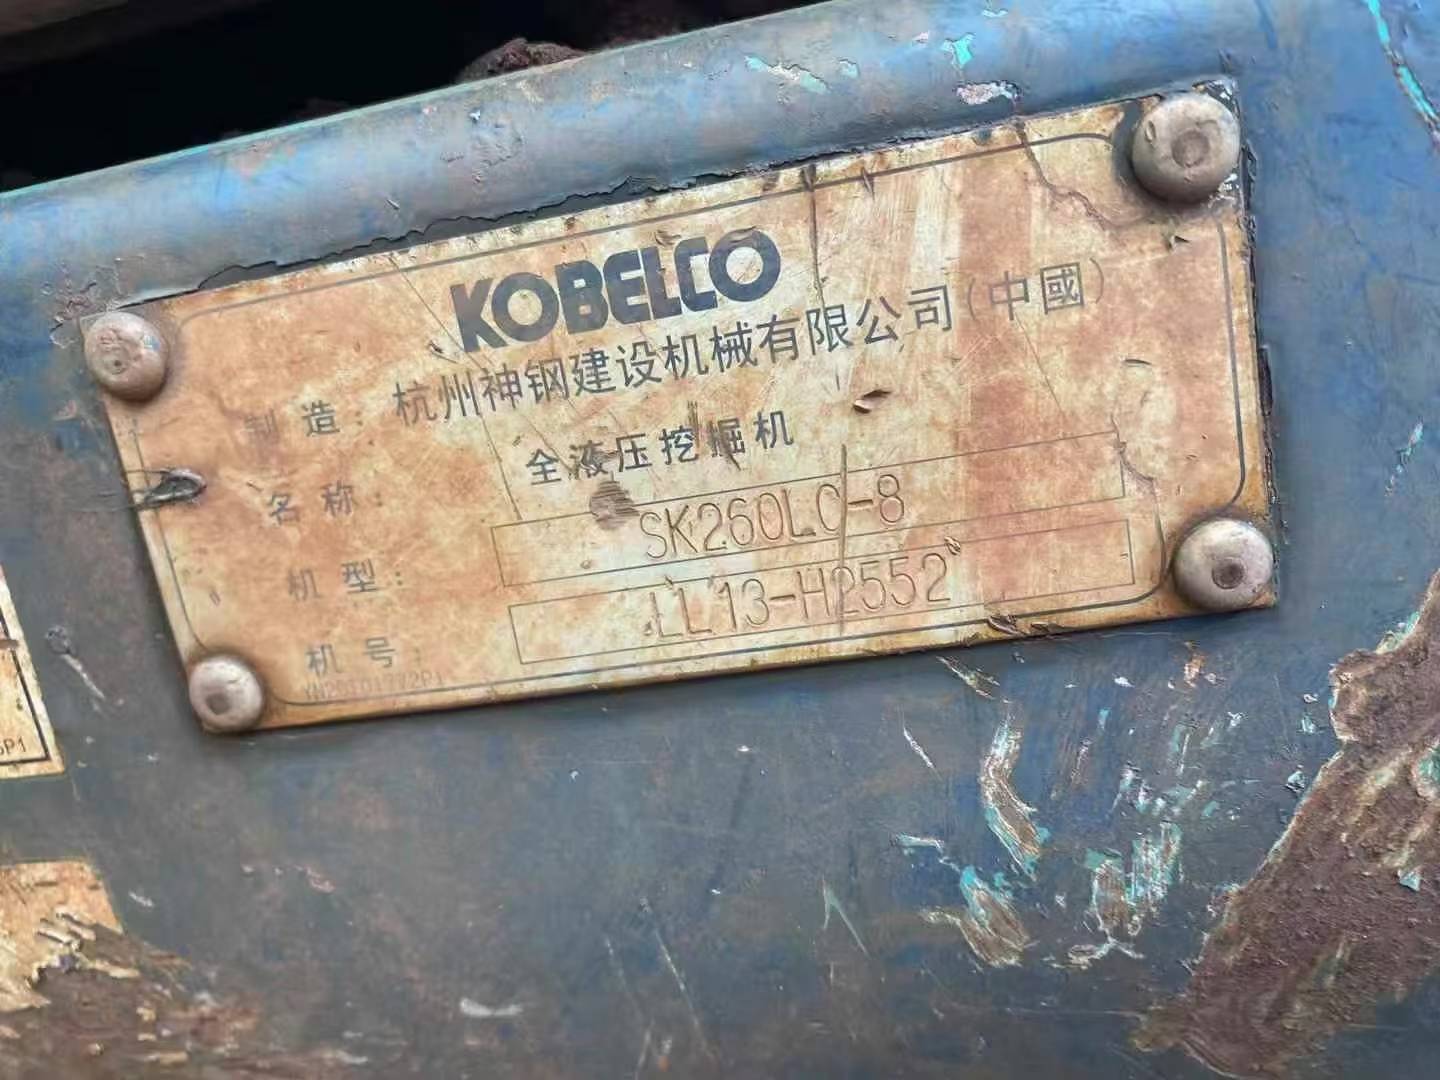 KOBELCO
制造: 杭州神钢建设机械有限公司(中國)
名称: 全液压挖掘机
机型: SK260LC-8
机号: LL13-H2552
P1